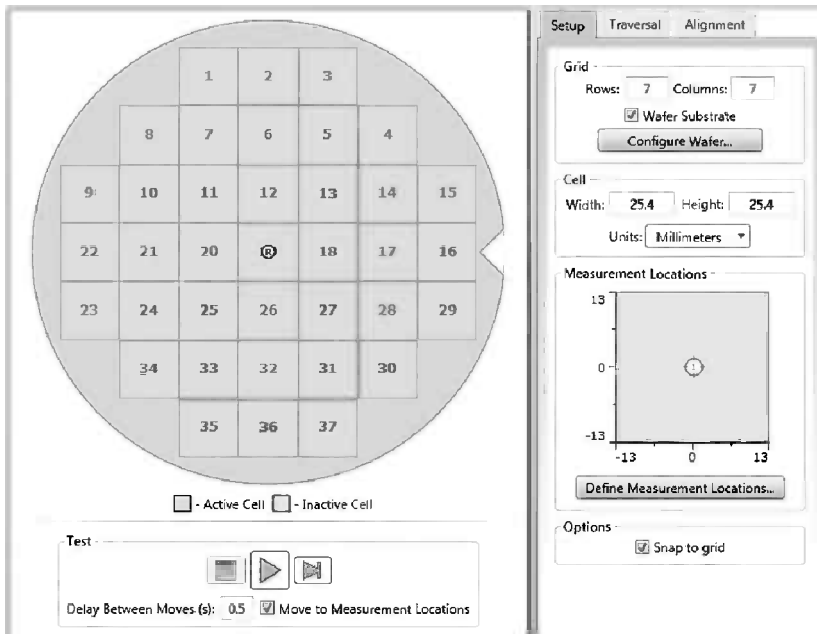 1 2 3
8 7 6 5 4
9 10 11 12 13 14 15
22 21 20 R 18 17 16
23 24 25 26 27 28 29
34 33 32 31 30
35 36 37
- Active Cell - Inactive Cell
Test
Delay Between Moves (s): 0.5 Move to Measurement Locations
Setup Traversal Alignment
Grid
Rows: 7 Columns: 7
Wafer Substrate
Configure Wafer...
Cell
Width: 25.4 Height: 25.4
Units: Millimeters
Measurement Locations
13
0 1
-13
-13 0 13
Define Measurement Locations...
Options
Snap to grid